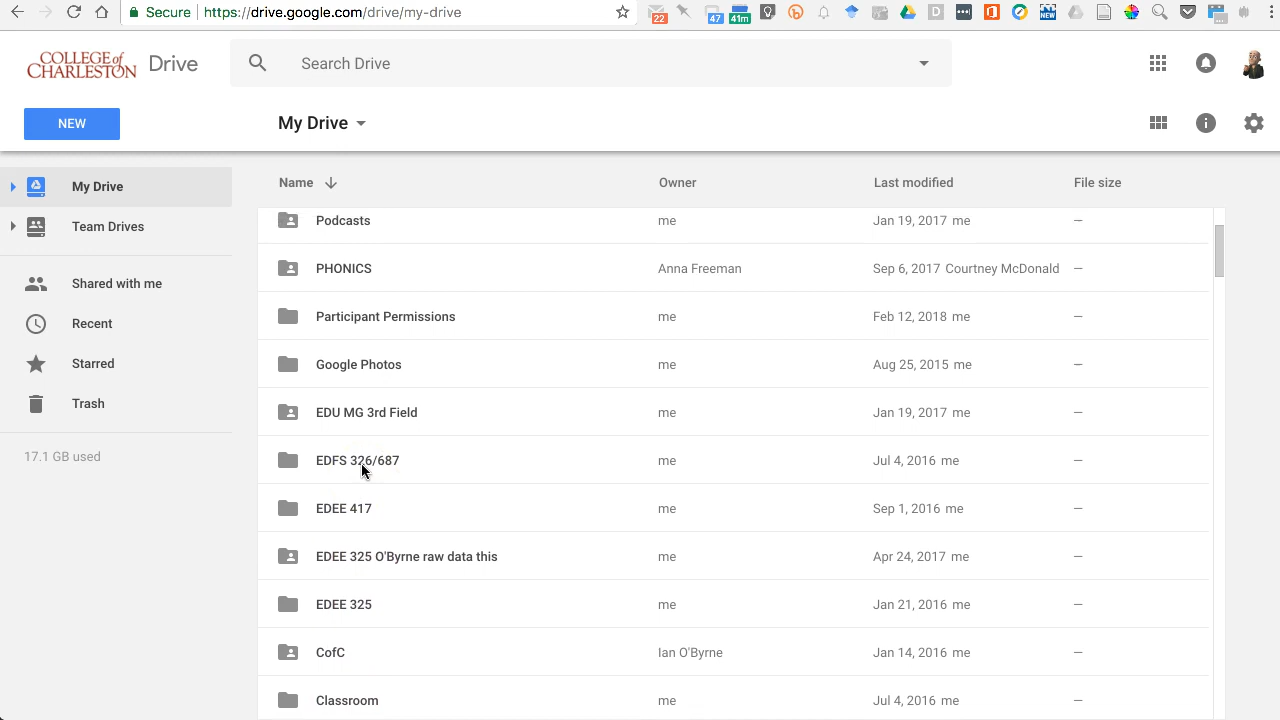 Secure https://drive.google.com/drive/my-drive 22 47 41m NEW
COLLEGE of CHARLESTON Drive Search Drive
NEW My Drive
Name Owner Last modified File size
My Drive
Team Drives
Shared with me
Recent
Starred
Trash
17.1 GB used
Podcasts me Jan 19, 2017 me –
PHONICS Anna Freeman Sep 6, 2017 Courtney McDonald –
Participant Permissions me Feb 12, 2018 me –
Google Photos me Aug 25, 2015 me –
EDU MG 3rd Field me Jan 19, 2017 me –
EDFS 326/687 me Jul 4, 2016 me –
EDEE 417 me Sep 1, 2016 me –
EDEE 325 O'Byrne raw data this me Apr 24, 2017 me –
EDEE 325 me Jan 21, 2016 me –
CofC Ian O'Byrne Jan 14, 2016 me –
Classroom me Jul 4, 2016 me –